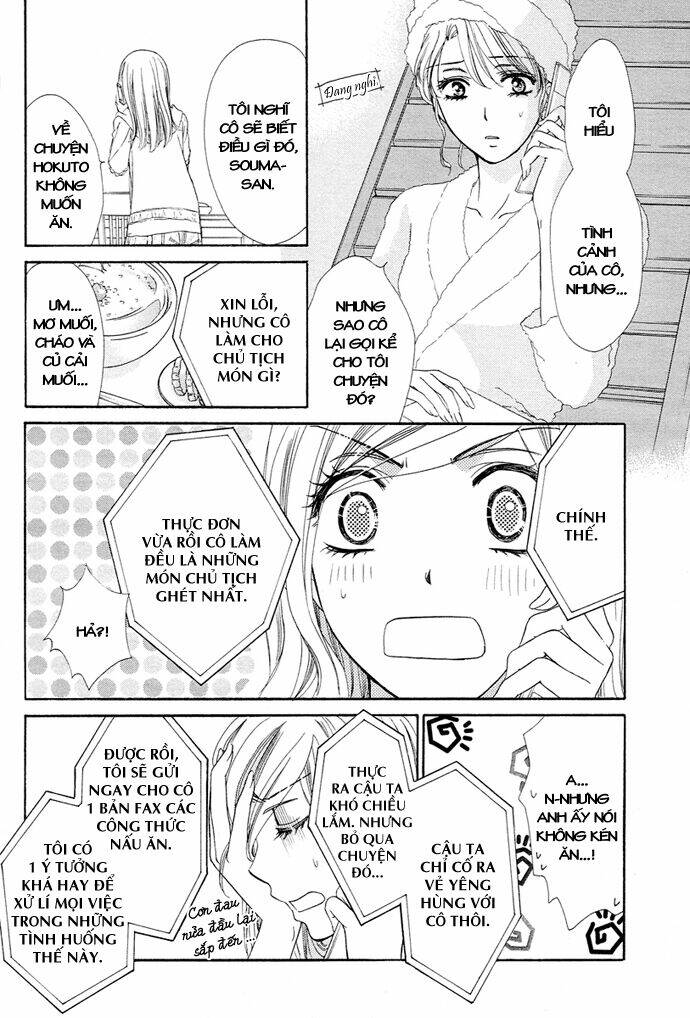 TÔI
HIỂU
TÌNH
CẢNH
CỦA CÔ,
NHƯNG...
Đang nghỉ
NHƯNG
SAO CÔ
LẠI GỌI KỂ
CHO TÔI
CHUYỆN
ĐÓ?
TÔI NGHĨ
CÔ SẼ BIẾT
ĐIỀU GÌ ĐÓ,
SOUMA-
SAN.
VỀ
CHUYỆN
HOKUTO
KHÔNG
MUỐN
ĂN.
XIN LỖI,
NHƯNG CÔ
LÀM CHO
CHỦ TỊCH
MÓN GÌ?
ƯM...
MƠ MUỐI,
CHÁO VÀ
CỦ CẢI
MUỐI...
CHÍNH
THẾ.
THỰC ĐƠN
VỪA RỒI CÔ LÀM
ĐỀU LÀ NHỮNG
MÓN CHỦ TỊCH
GHÉT NHẤT.
HẢ?!
A...
N-NHƯNG
ANH ẤY NÓI
KHÔNG KÉN
ĂN...!
THỰC
RA CẬU TA
KHÓ CHIỀU
LẮM. NHƯNG
BỎ QUA
CHUYỆN
ĐÓ...
CẬU TA
CHỈ CỐ RA
VẺ YÊNG
HÙNG VỚI
CÔ THÔI.
Cơn đau
nửa đầu lại
sắp đến...
ĐƯỢC RỒI,
TÔI SẼ GỬI
NGAY CHO CÔ
1 BẢN FAX CÁC
CÔNG THỨC
NẤU ĂN.
TÔI CÓ
1 Ý TƯỞNG
KHÁ HAY ĐỂ
XỬ LÍ MỌI VIỆC
TRONG NHỮNG
TÌNH HUỐNG
THẾ NÀY.